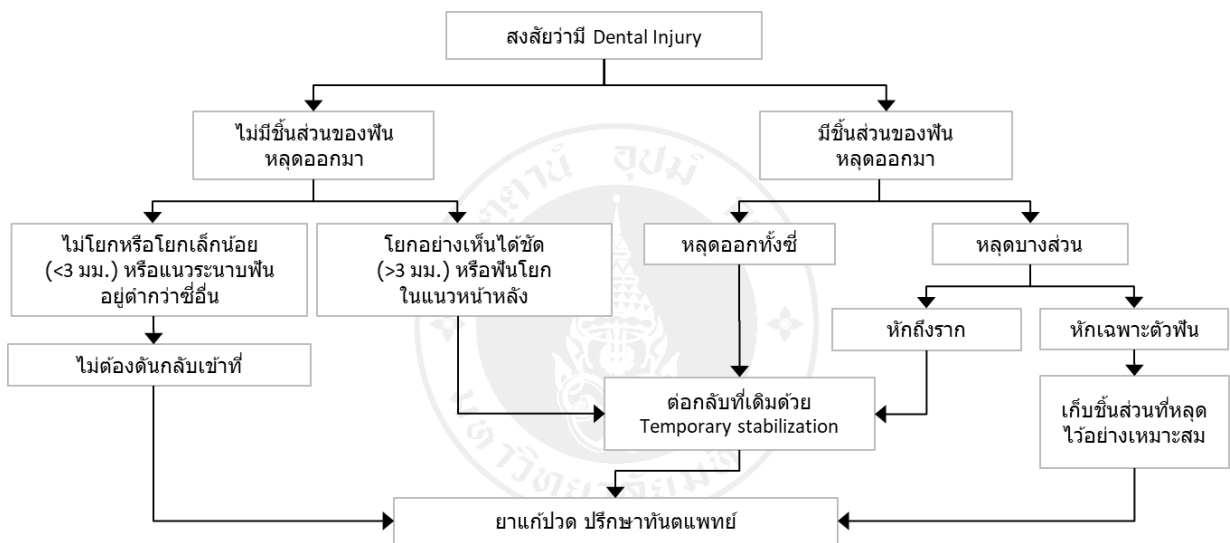 สงสัยว่ามี Dental Injury
ไม่มีชิ้นส่วนของฟัน
หลุดออกมา
มีชิ้นส่วนของฟัน
หลุดออกมา
ไม่โยกหรือโยกเล็กน้อย
(<3 มม.) หรือแนวระนาบฟัน
อยู่ต่ำกว่าซี่อื่น
โยกอย่างเห็นได้ชัด
(>3 มม.) หรือฟันโยก
ในแนวหน้าหลัง
หลุดออกทั้งซี่
หลุดบางส่วน
หักถึงราก
หักเฉพาะตัวฟัน
ไม่ต้องดันกลับเข้าที่
ต่อกลับที่เดิมด้วย
Temporary stabilization
เก็บชิ้นส่วนที่หลุด
ไว้อย่างเหมาะสม
ยาแก้ปวด ปรึกษาทันตแพทย์